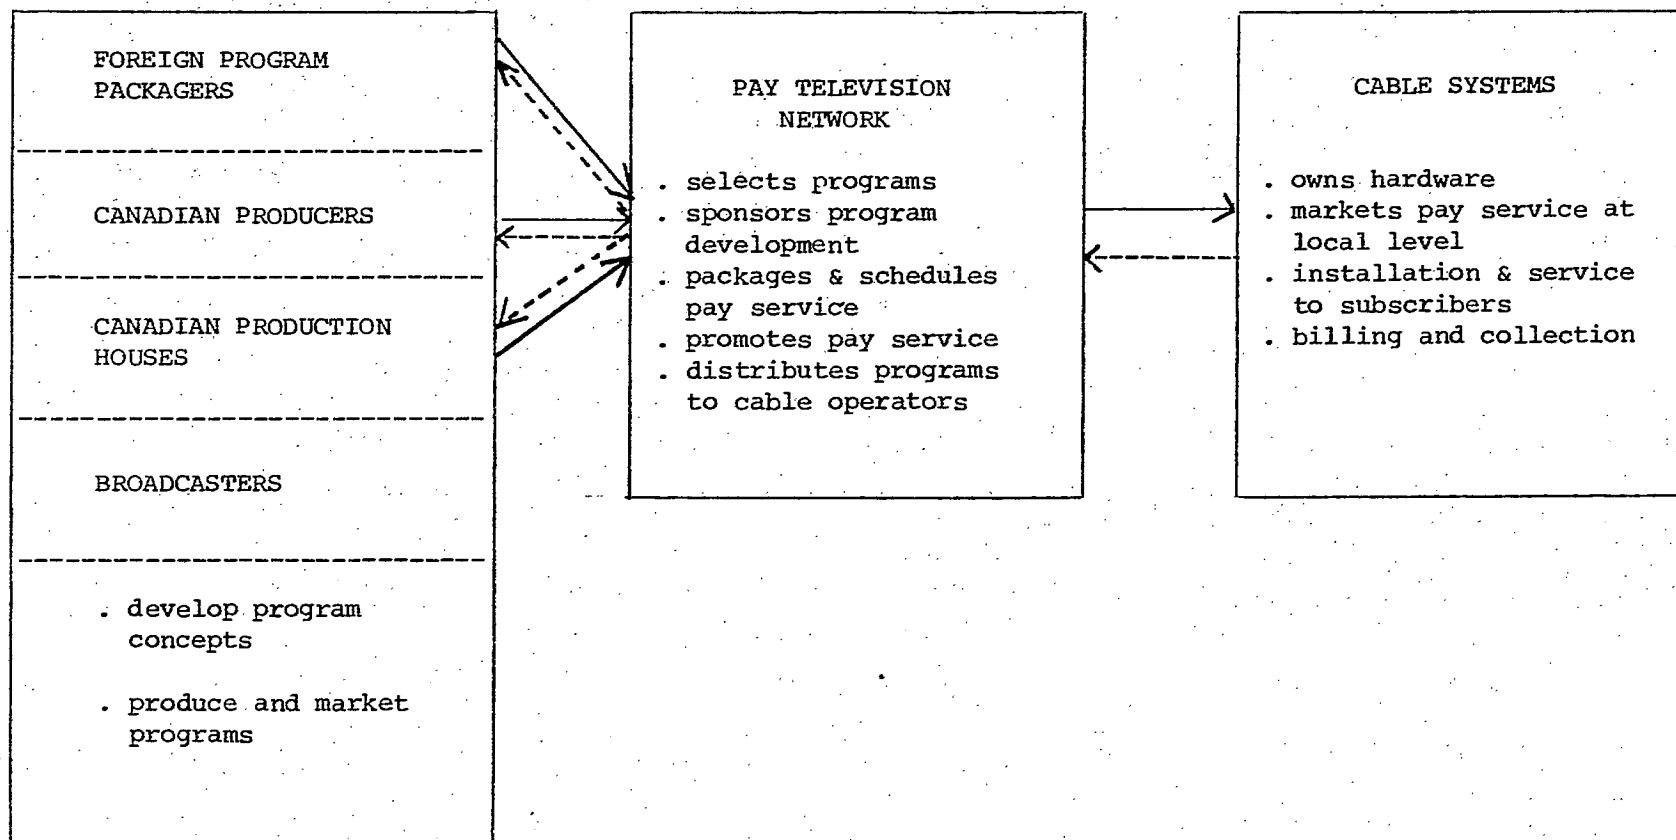 FOREIGN PROGRAM
PACKAGERS
CANADIAN PRODUCERS
CANADIAN PRODUCTION
HOUSES
BROADCASTERS
. develop program
concepts
. produce and market
programs
PAY TELEVISION
NETWORK
. selects programs
. sponsors program
development
. packages & schedules
pay service
. promotes pay service
. distributes programs
to cable operators
CABLE SYSTEMS
. owns hardware
. markets pay service at
local level
. installation & service
to subscribers
. billing and collection